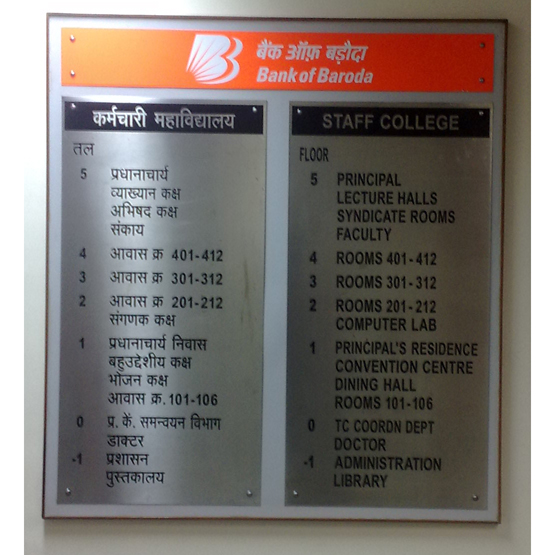 बैंक ऑफ़ बड़ौदा
Bank of Baroda
कर्मचारी महाविद्यालय
तल
5 प्रधानाचार्य
व्याख्यान कक्ष
अभिषद कक्ष
संकाय
4 आवास क्र 401-412
3 आवास क्र 301-312
2 आवास क्र 201-212
संगणक कक्ष
1 प्रधानाचार्य निवास
बहुउद्देशीय कक्ष
भोजन कक्ष
आवास क्र. 101-106
0 प्र. कें. समन्वयन विभाग
डाक्टर
-1 प्रशासन
पुस्तकालय
STAFF COLLEGE
FLOOR
5 PRINCIPAL
LECTURE HALLS
SYNDICATE ROOMS
FACULTY
4 ROOMS 401-412
3 ROOMS 301-312
2 ROOMS 201-212
COMPUTER LAB
1 PRINCIPAL'S RESIDENCE
CONVENTION CENTRE
DINING HALL
ROOMS 101-106
0 TC COORDN DEPT
DOCTOR
-1 ADMINISTRATION
LIBRARY